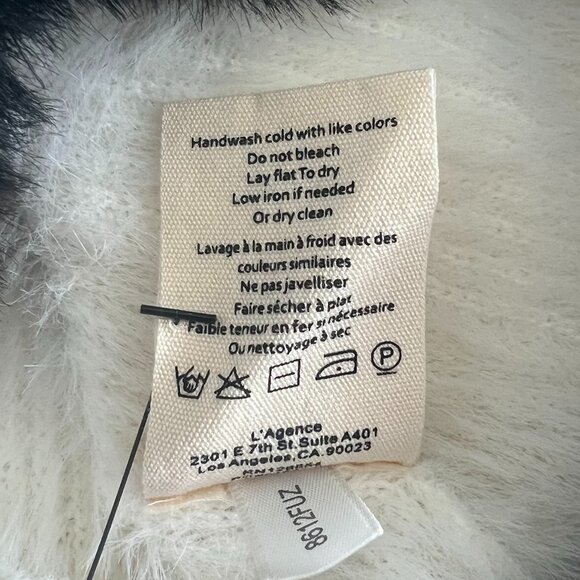 Handwash cold with like colors
Do not bleach
Lay flat To dry
Low iron if needed
Or dry clean
Lavage à la main à froid avec des
couleurs similaires
Ne pas javelliser
Faire sécher à plat
Faible teneur en fer si nécessaire
Ou nettoyage à sec
P
L'Agence
2301 E 7th St. Suite A401
Los Angeles, CA. 90023
8612FUZ